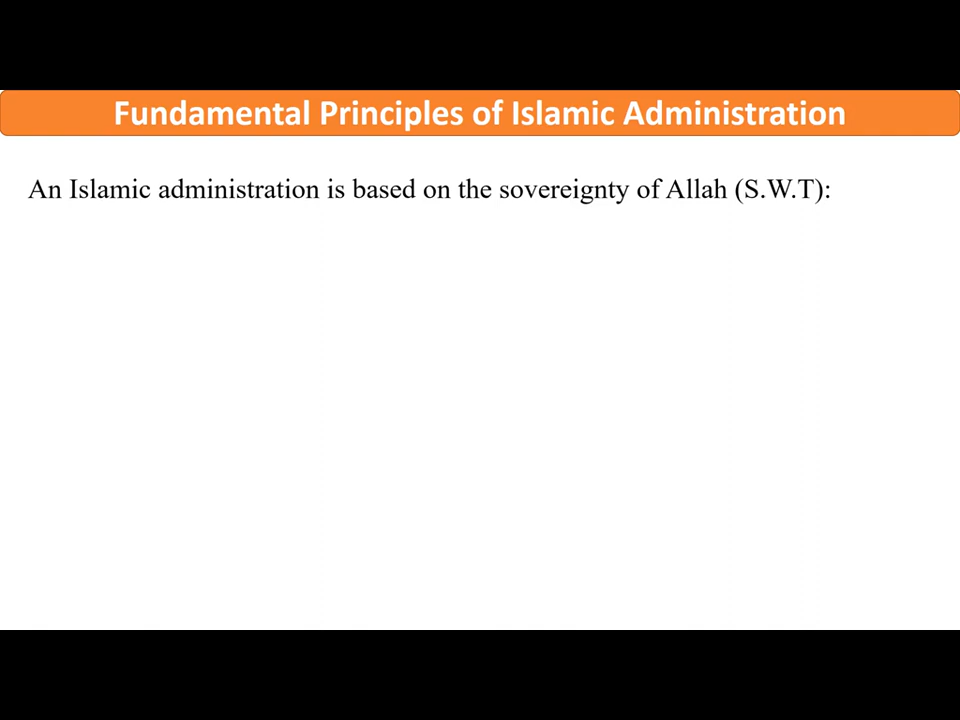 Fundamental Principles of Islamic Administration
An Islamic administration is based on the sovereignty of Allah (S.W.T):